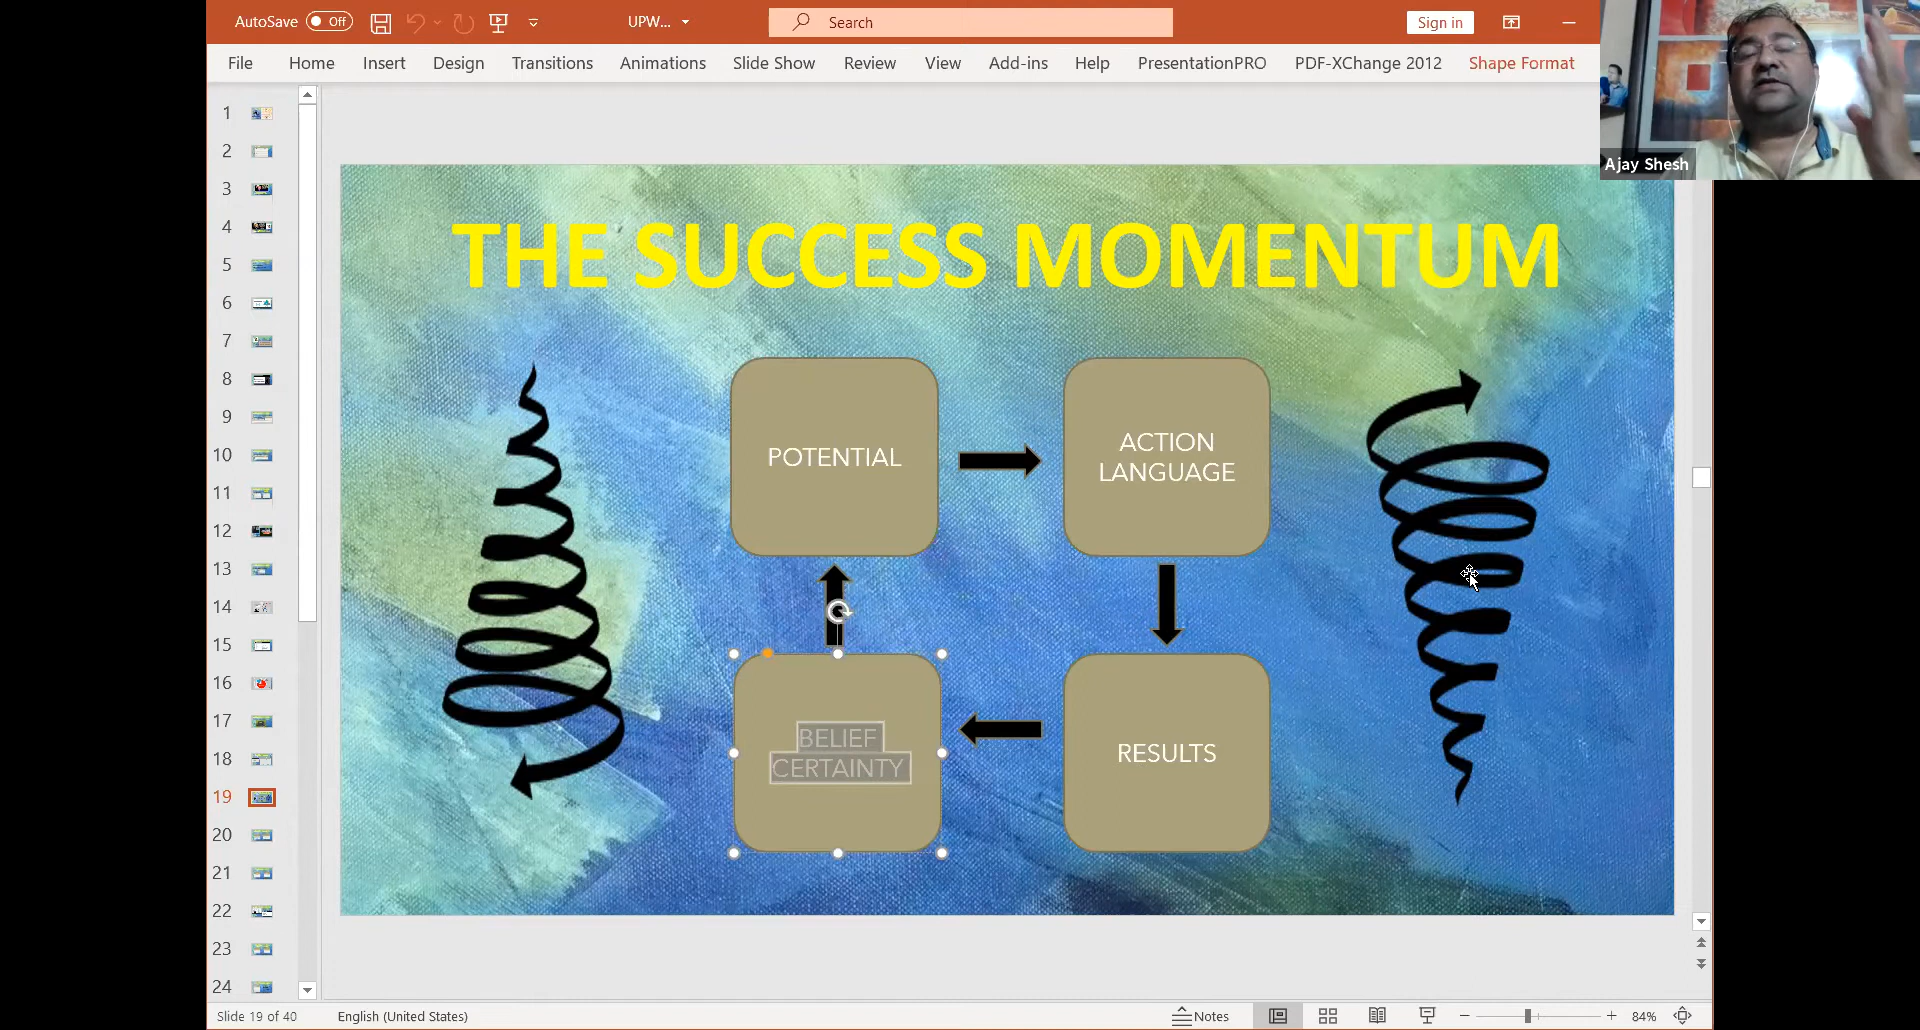 AutoSave Off
UPW...
Search
Sign in
File Home Insert Design Transitions Animations Slide Show Review View Add-ins Help PresentationPRO PDF-XChange 2012 Shape Format
Ajay Shesh
1
2
3
4
5
6
7
8
9
10
11
12
13
14
15
16
17
18
19
20
21
22
23
24
THE SUCCESS MOMENTUM
POTENTIAL
ACTION
LANGUAGE
BELIEF
CERTAINTY
RESULTS
Slide 19 of 40 English (United States) Notes 84%